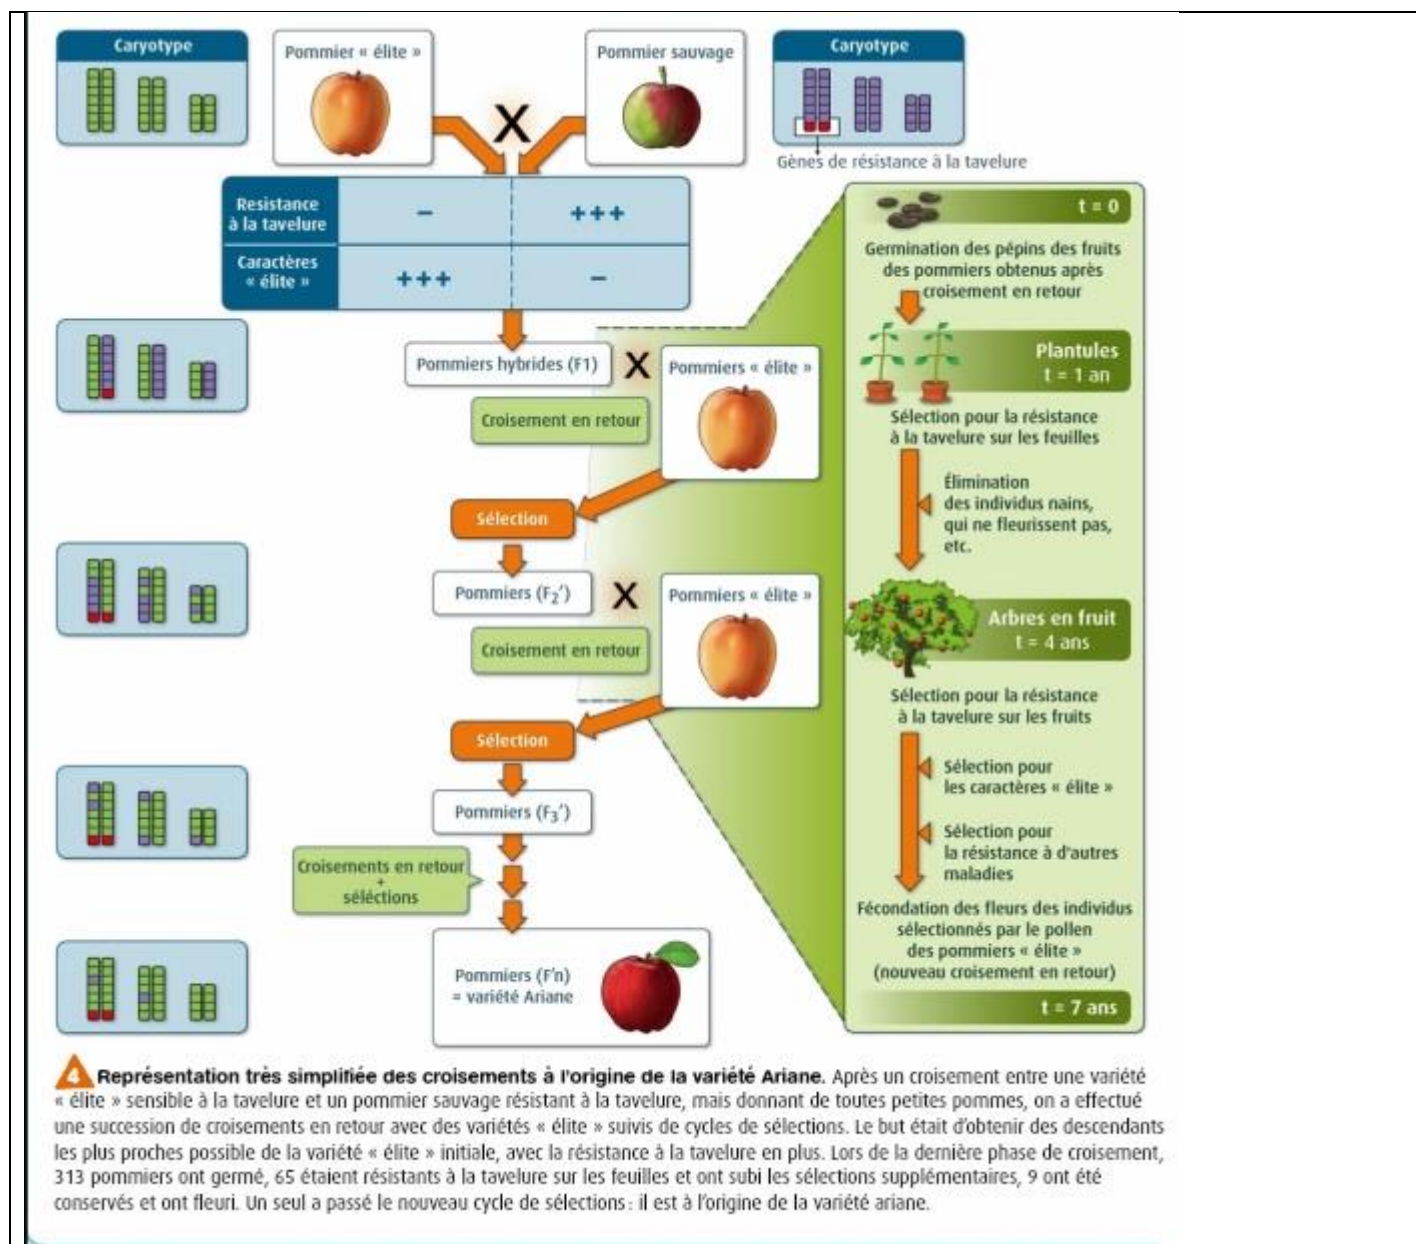 Caryotype
Pommier « élite »
Pommier sauvage
Caryotype
Gènes de résistance à la tavelure
Resistance
à la tavelure
–
+++
Caractères
« élite »
+++
–
Pommiers hybrides (F1)
X
Pommiers « élite »
Croisement en retour
Sélection
Pommiers (F2′)
X
Pommiers « élite »
Croisement en retour
Sélection
Pommiers (F3′)
Croisements en retour
+
séléctions
Pommiers (F'n)
= variété Ariane
t = 0
Germination des pépins des fruits
des pommiers obtenus après
croisement en retour
Plantules
t = 1 an
Sélection pour la résistance
à la tavelure sur les feuilles
Élimination
des individus nains,
qui ne fleurissent pas,
etc.
Arbres en fruit
t = 4 ans
Sélection pour la résistance
à la tavelure sur les fruits
Sélection pour
les caractères « élite »
Sélection pour
la résistance à d'autres
maladies
Fécondation des fleurs des individus
sélectionnés par le pollen
des pommiers « élite »
(nouveau croisement en retour)
t = 7 ans
4 Représentation très simplifiée des croisements à l'origine de la variété Ariane. Après un croisement entre une variété
« élite » sensible à la tavelure et un pommier sauvage résistant à la tavelure, mais donnant de toutes petites pommes, on a effectué
une succession de croisements en retour avec des variétés « élite » suivis de cycles de sélections. Le but était d'obtenir des descendants
les plus proches possible de la variété « élite » initiale, avec la résistance à la tavelure en plus. Lors de la dernière phase de croisement,
313 pommiers ont germé, 65 étaient résistants à la tavelure sur les feuilles et ont subi les sélections supplémentaires, 9 ont été
conservés et ont fleuri. Un seul a passé le nouveau cycle de sélections : il est à l'origine de la variété ariane.